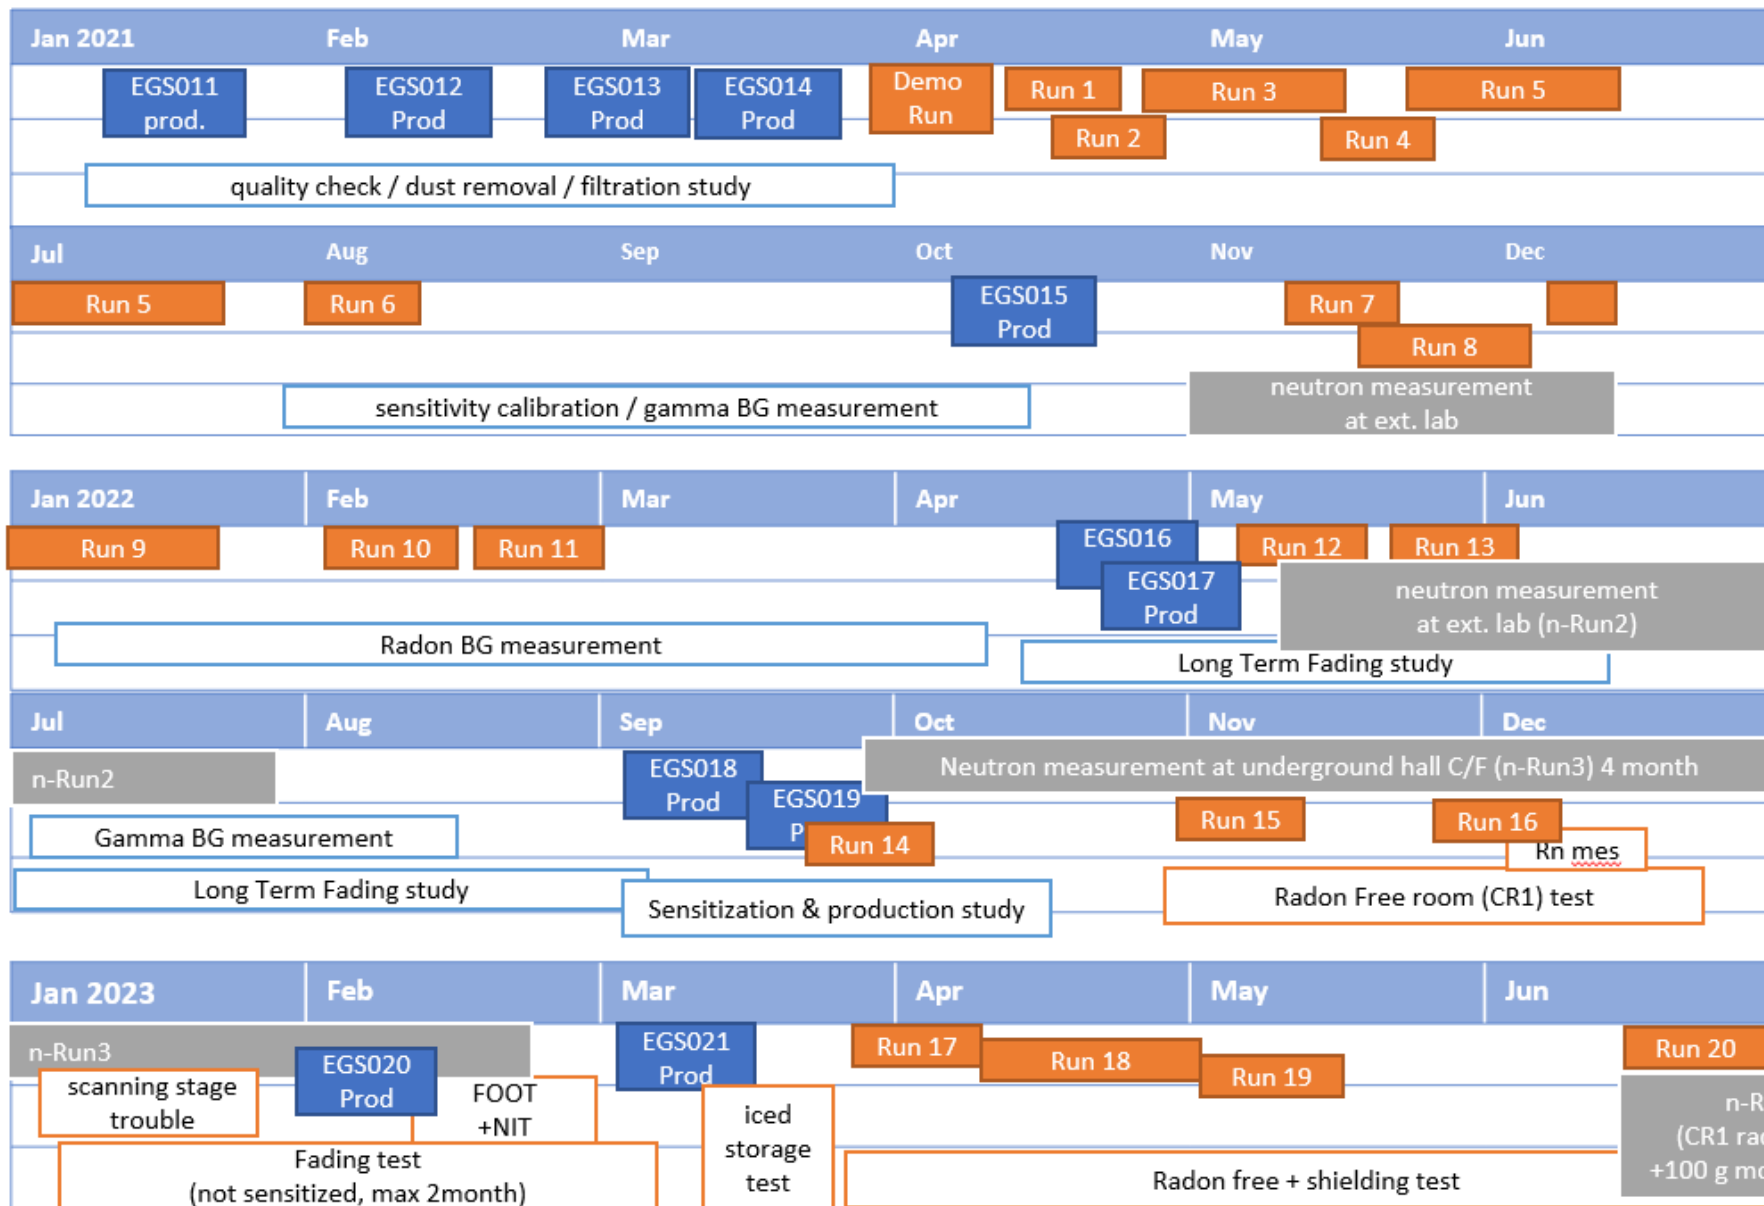 Jan 2021 Feb Mar Apr May Jun
EGS011
prod.
EGS012
Prod
EGS013
Prod
EGS014
Prod
Demo
Run
Run 1
Run 3
Run 5
Run 2
Run 4
quality check / dust removal / filtration study
Jul Aug Sep Oct Nov Dec
Run 5
Run 6
EGS015
Prod
Run 7
Run 8
sensitivity calibration / gamma BG measurement
neutron measurement
at ext. lab
Jan 2022 Feb Mar Apr May Jun
Run 9
Run 10
Run 11
EGS016
EGS017
Prod
Run 12
Run 13
neutron measurement
at ext. lab (n-Run2)
Radon BG measurement
Long Term Fading study
Jul Aug Sep Oct Nov Dec
n-Run2
EGS018
Prod
EGS019
P
Neutron measurement at underground hall C/F (n-Run3) 4 month
Run 14
Run 15
Run 16
Rn mes
Gamma BG measurement
Long Term Fading study
Sensitization & production study
Radon Free room (CR1) test
Jan 2023 Feb Mar Apr May Jun
n-Run3
EGS020
Prod
EGS021
Prod
Run 17
Run 18
Run 19
Run 20
scanning stage
trouble
FOOT
+NIT
iced
storage
test
Fading test
(not sensitized, max 2month)
Radon free + shielding test
n-R
(CR1 rad
+100 g mo